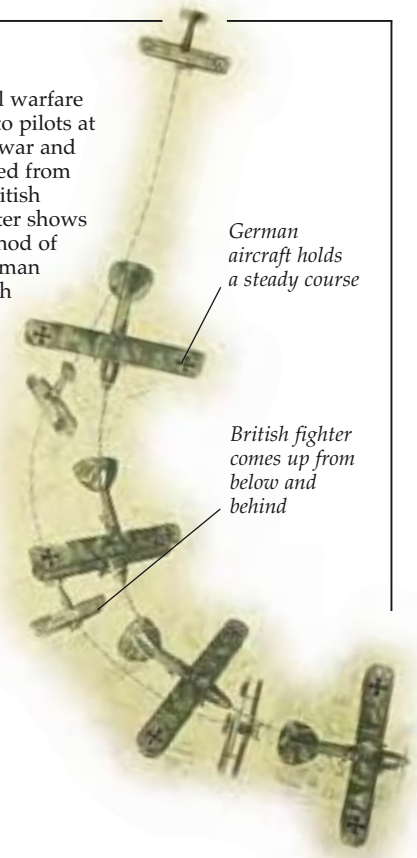 l warfare
to pilots at
war and
ed from
itish
ter shows
hod of
man
h
German
aircraft holds
a steady course
British fighter
comes up from
below and
behind